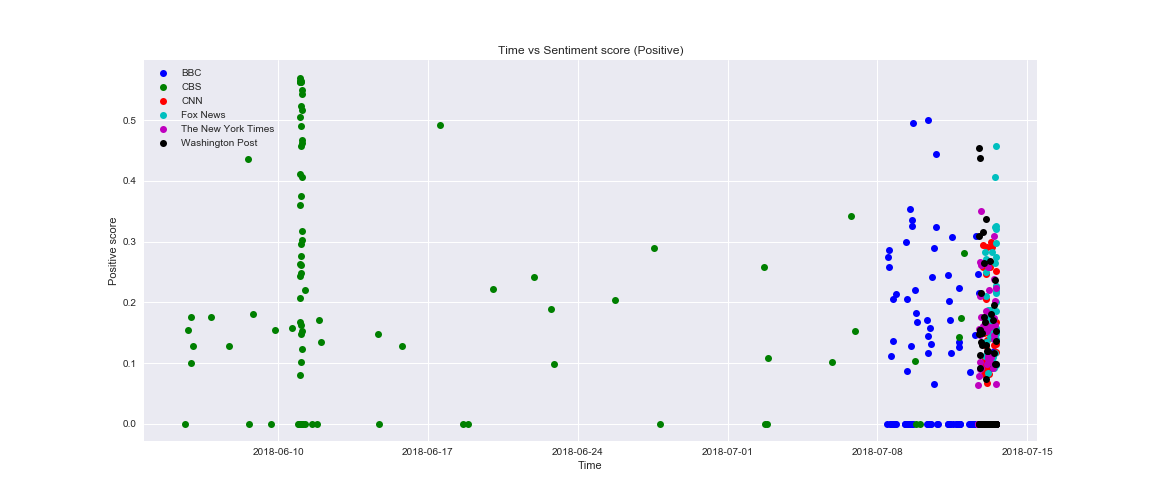 Time vs Sentiment score (Positive)
BBC
CBS
CNN
Fox News
The New York Times
Washington Post
Positive score
0.5
0.4
0.3
0.2
0.1
0.0
2018-06-10
2018-06-17
2018-06-24
2018-07-01
2018-07-08
2018-07-15
Time